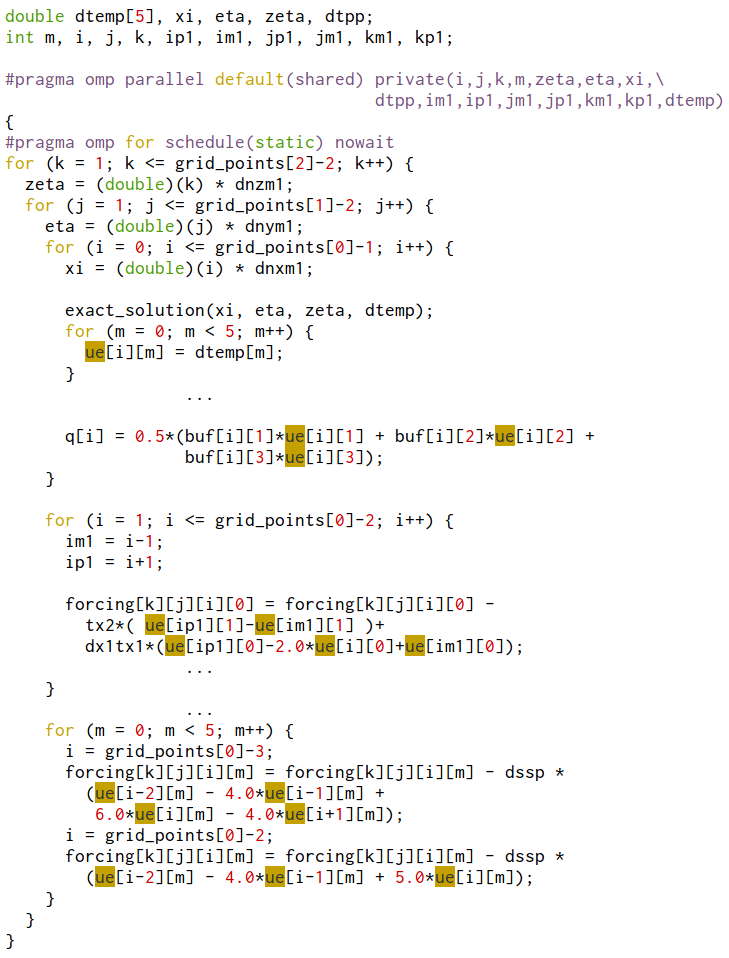 double dtemp[5], xi, eta, zeta, dtpp;
int m, i, j, k, ip1, im1, jp1, jm1, km1, kp1;

#pragma omp parallel default(shared) private(i,j,k,m,zeta,eta,xi,\
                                     dtpp,im1,ip1,jm1,jp1,km1,kp1,dtemp)
{
#pragma omp for schedule(static) nowait
for (k = 1; k <= grid_points[2]-2; k++) {
  zeta = (double)(k) * dnzm1;
  for (j = 1; j <= grid_points[1]-2; j++) {
    eta = (double)(j) * dnym1;
    for (i = 0; i <= grid_points[0]-1; i++) {
      xi = (double)(i) * dnxm1;

      exact_solution(xi, eta, zeta, dtemp);
      for (m = 0; m < 5; m++) {
        ue[i][m] = dtemp[m];
      }
                  ...

      q[i] = 0.5*(buf[i][1]*ue[i][1] + buf[i][2]*ue[i][2] +
                  buf[i][3]*ue[i][3]);
    }

    for (i = 1; i <= grid_points[0]-2; i++) {
      im1 = i-1;
      ip1 = i+1;

      forcing[k][j][i][0] = forcing[k][j][i][0] -
        tx2*( ue[ip1][1]-ue[im1][1] )+
        dx1tx1*(ue[ip1][0]-2.0*ue[i][0]+ue[im1][0]);
                  ...
    }
                  ...
    for (m = 0; m < 5; m++) {
      i = grid_points[0]-3;
      forcing[k][j][i][m] = forcing[k][j][i][m] - dssp *
        (ue[i-2][m] - 4.0*ue[i-1][m] +
         6.0*ue[i][m] - 4.0*ue[i+1][m]);
      i = grid_points[0]-2;
      forcing[k][j][i][m] = forcing[k][j][i][m] - dssp *
        (ue[i-2][m] - 4.0*ue[i-1][m] + 5.0*ue[i][m]);
    }
  }
}